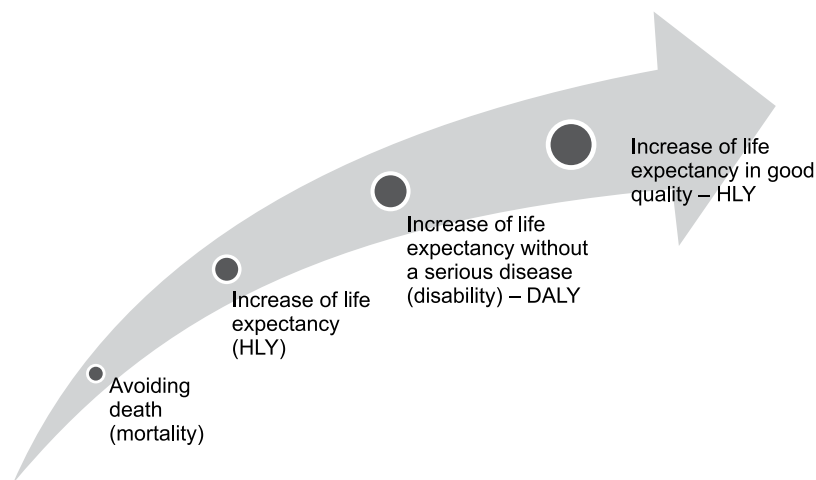 Avoiding
death
(mortality)
Increase of life
expectancy
(HLY)
Increase of life
expectancy without
a serious disease
(disability) – DALY
Increase of life
expectancy in good
quality – HLY